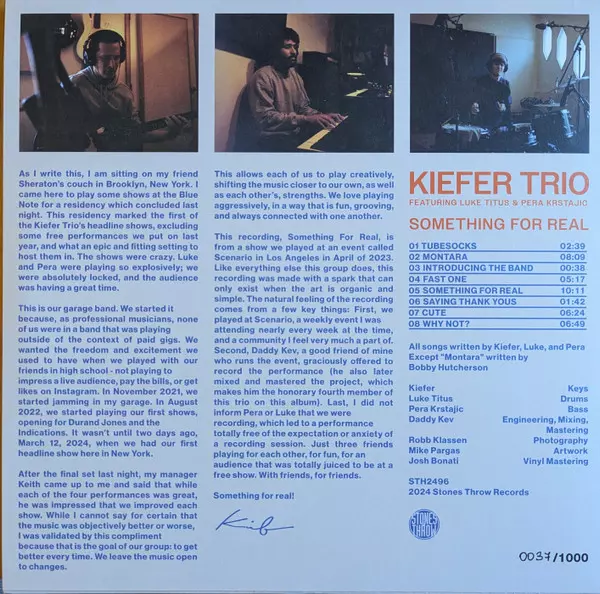 As I write this, I am sitting on my friend
Sheraton's couch in Brooklyn, New York. I
came here to play some shows at the Blue
Note for a residency which concluded last
night. This residency marked the first of
the Kiefer Trio's headline shows, excluding
some free performances we put on last
year, and what an epic and fitting setting to
host them in. The shows were crazy. Luke
and Pera were playing so explosively; we
were absolutely locked, and the audience
was having a great time.
This is our garage band. We started it
because, as professional musicians, none
of us were in a band that was playing
outside of the context of paid gigs. We
wanted the freedom and excitement we
used to have when we played with our
friends in high school - not playing to
impress a live audience, pay the bills, or get
likes on Instagram. In November 2021, we
started jamming in my garage. In August
2022, we started playing our first shows,
opening for Durand Jones and the
Indications. It wasn't until two days ago,
March 12, 2024, when we had our first
headline show here in New York.
After the final set last night, my manager
Keith came up to me and said that while
each of the four performances was great,
he was impressed that we improved each
show. While I cannot say for certain that
the music was objectively better or worse,
I was validated by this compliment
because that is the goal of our group: to get
better every time. We leave the music open
to changes.
This allows each of us to play creatively,
shifting the music closer to our own, as well
as each other's, strengths. We love playing
aggressively, in a way that is fun, grooving,
and always connected with one another.
This recording, Something For Real, is
from a show we played at an event called
Scenario in Los Angeles in April of 2023.
Like everything else this group does, this
recording was made with a spark that can
only exist when the art is organic and
simple. The natural feeling of the recording
comes from a few key things: First, we
played at Scenario, a weekly event I was
attending nearly every week at the time,
and a community I feel very much a part of.
Second, Daddy Kev, a good friend of mine
who runs the event, graciously offered to
record the performance (he also later
mixed and mastered the project, which
makes him the honorary fourth member of
this trio on this album). Last, I did not
inform Pera or Luke that we were
recording, which led to a performance
totally free of the expectation or anxiety of
a recording session. Just three friends
playing for each other, for fun, for an
audience that was totally juiced to be at a
free show. With friends, for friends.
Something for real!
Kief
KIEFER TRIO
FEATURING LUKE TITUS & PERA KRSTAJIC
SOMETHING FOR REAL
01 TUBESOCKS 02:39
02 MONTARA 08:09
03 INTRODUCING THE BAND 00:38
04 FAST ONE 05:17
05 SOMETHING FOR REAL 10:11
06 SAYING THANK YOUS 01:42
07 CUTE 06:24
08 WHY NOT? 06:49
All songs written by Kiefer, Luke, and Pera
Except "Montara" written by
Bobby Hutcherson
Kiefer Keys
Luke Titus Drums
Pera Krstajic Bass
Daddy Kev Engineering, Mixing,
Mastering
Robb Klassen Photography
Mike Pargas Artwork
Josh Bonati Vinyl Mastering
STH2496
2024 Stones Throw Records
STONES
THROW
0037/1000